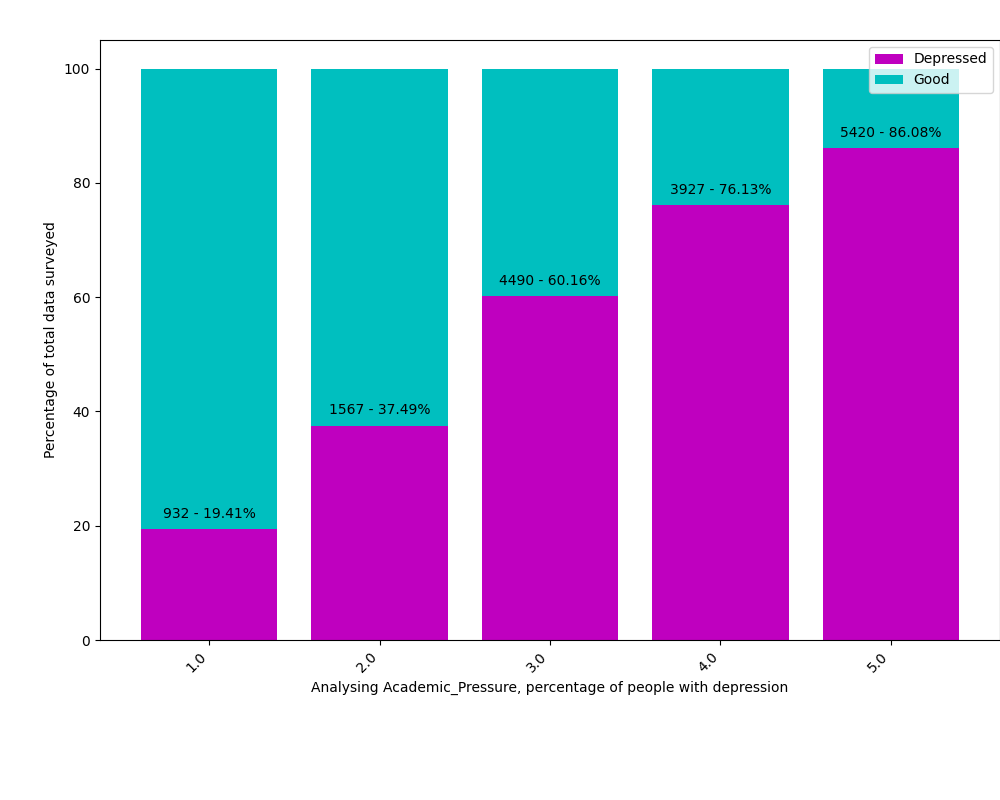 Depressed
Good
100
80
60
40
20
0
Percentage of total data surveyed
932 - 19.41%
1567 - 37.49%
4490 - 60.16%
3927 - 76.13%
5420 - 86.08%
1.0
2.0
3.0
4.0
5.0
Analysing Academic_Pressure, percentage of people with depression